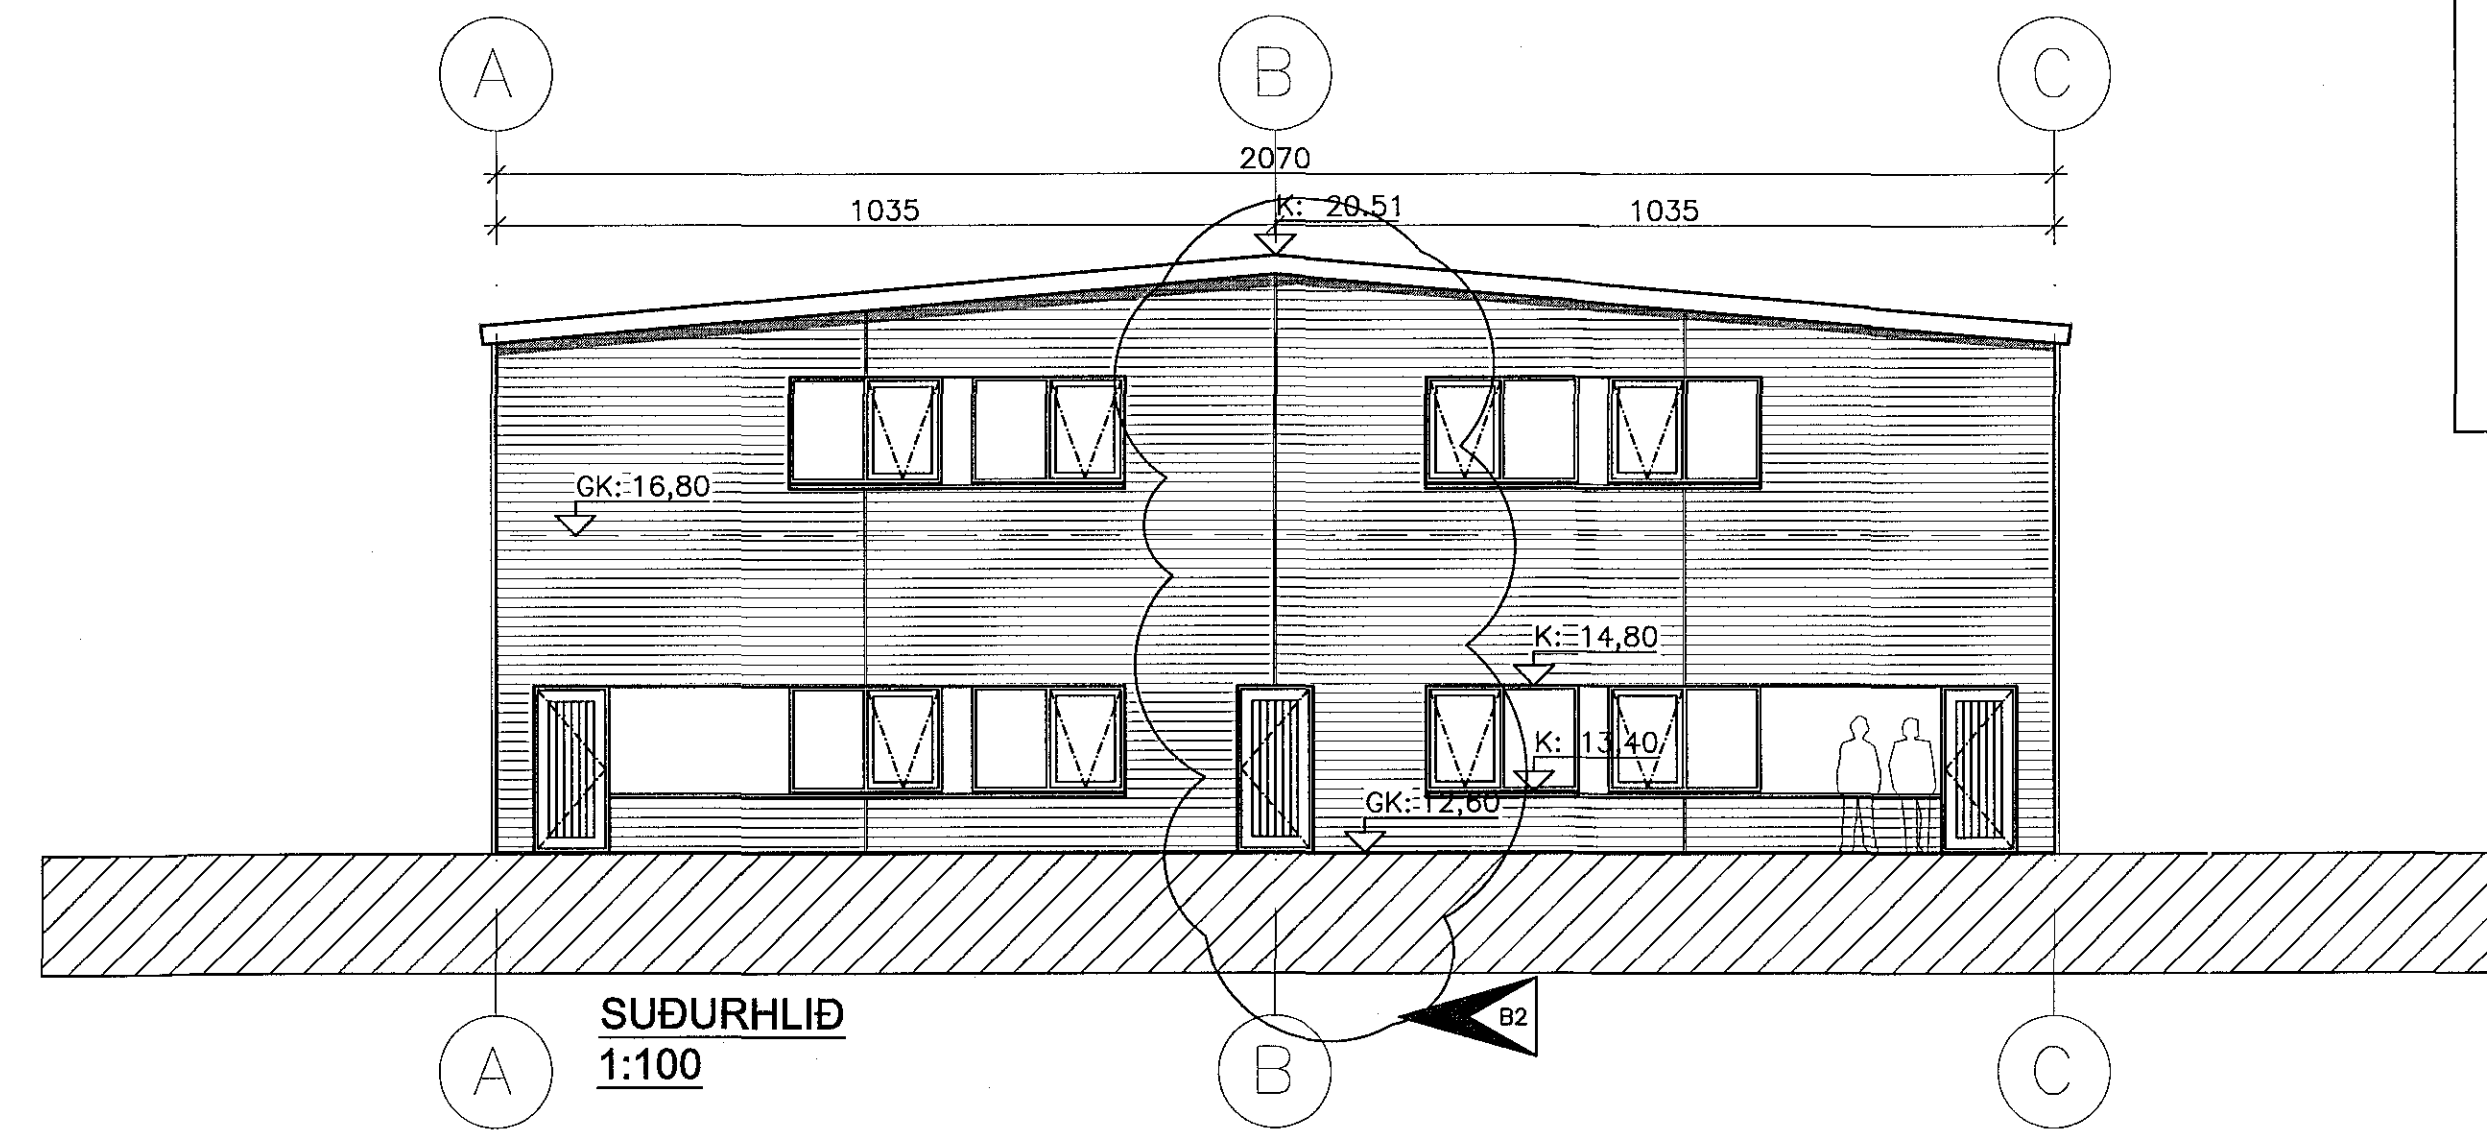 A B C
2070
1035 K: 20,51 1035
GK: 16,80
K: 14,80
K: 13,40
GK: 12,60
SUÐURHLIÐ
1:100
B2
A B C